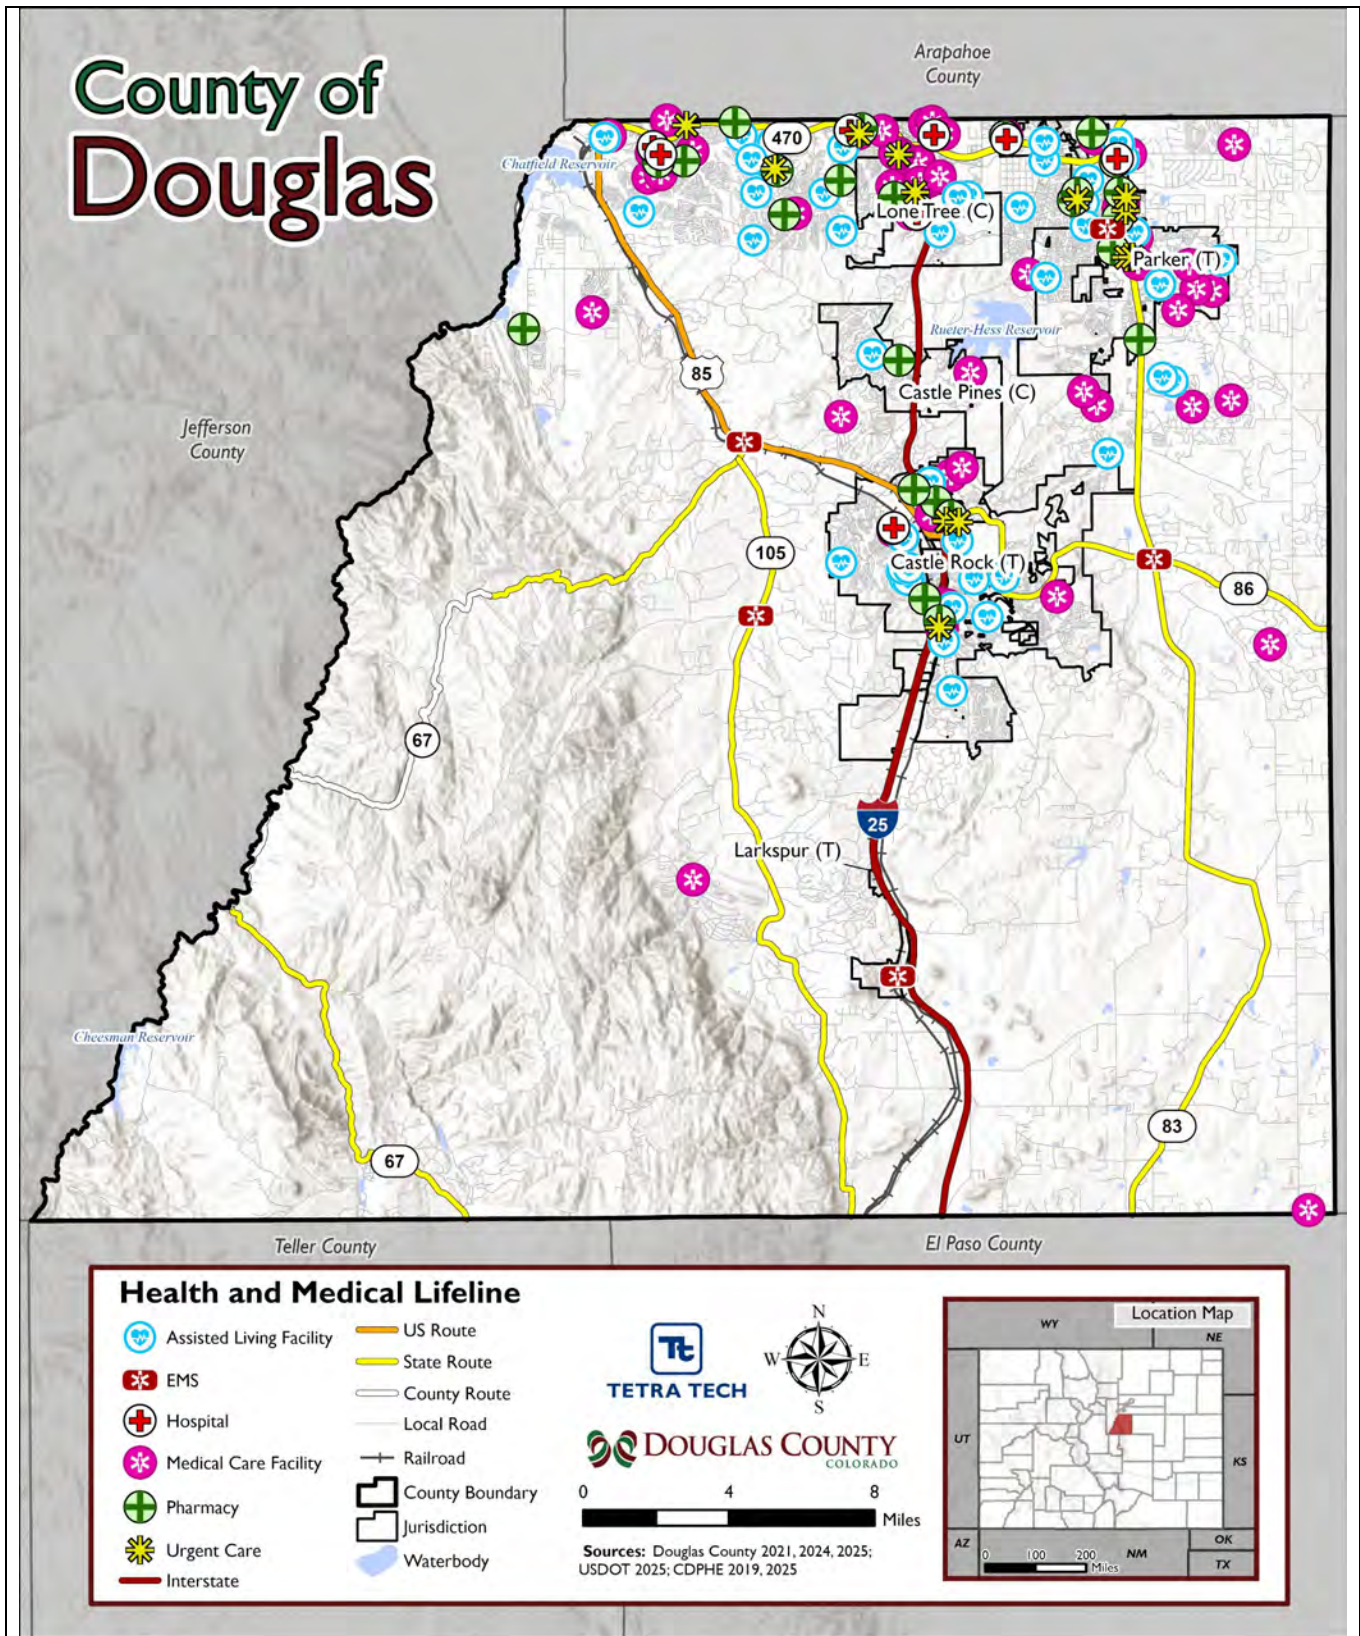 County of
Douglas
Arapahoe
County
470
Chatfield Reservoir
Lone Tree (C)
Parker (T)
Rueter-Hess Reservoir
85
Castle Pines (C)
Jefferson
County
105
Castle Rock (T)
86
67
25
Larkspur (T)
Cheesman Reservoir
83
67
Teller County
El Paso County
Health and Medical Lifeline
Assisted Living Facility
EMS
Hospital
Medical Care Facility
Pharmacy
Urgent Care
Interstate
US Route
State Route
County Route
Local Road
Railroad
County Boundary
Jurisdiction
Waterbody
Tt
TETRA TECH
N
W E
S
DOUGLAS COUNTY
COLORADO
0 4 8
Miles
Sources: Douglas County 2021, 2024, 2025;
USDOT 2025; CDPHE 2019, 2025
Location Map
WY
NE
UT
KS
AZ
NM
OK
TX
0 100 200
Miles